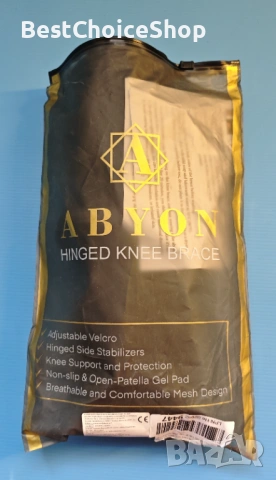 BestChoiceShop
A
ABYON
HINGED KNEE BRACE
Adjustable Velcro
Hinged Side Stabilizers
Knee Support and Protection
Non-slip & Open-Patella Gel Pad
Breathable and Comfortable Mesh Design
bazar